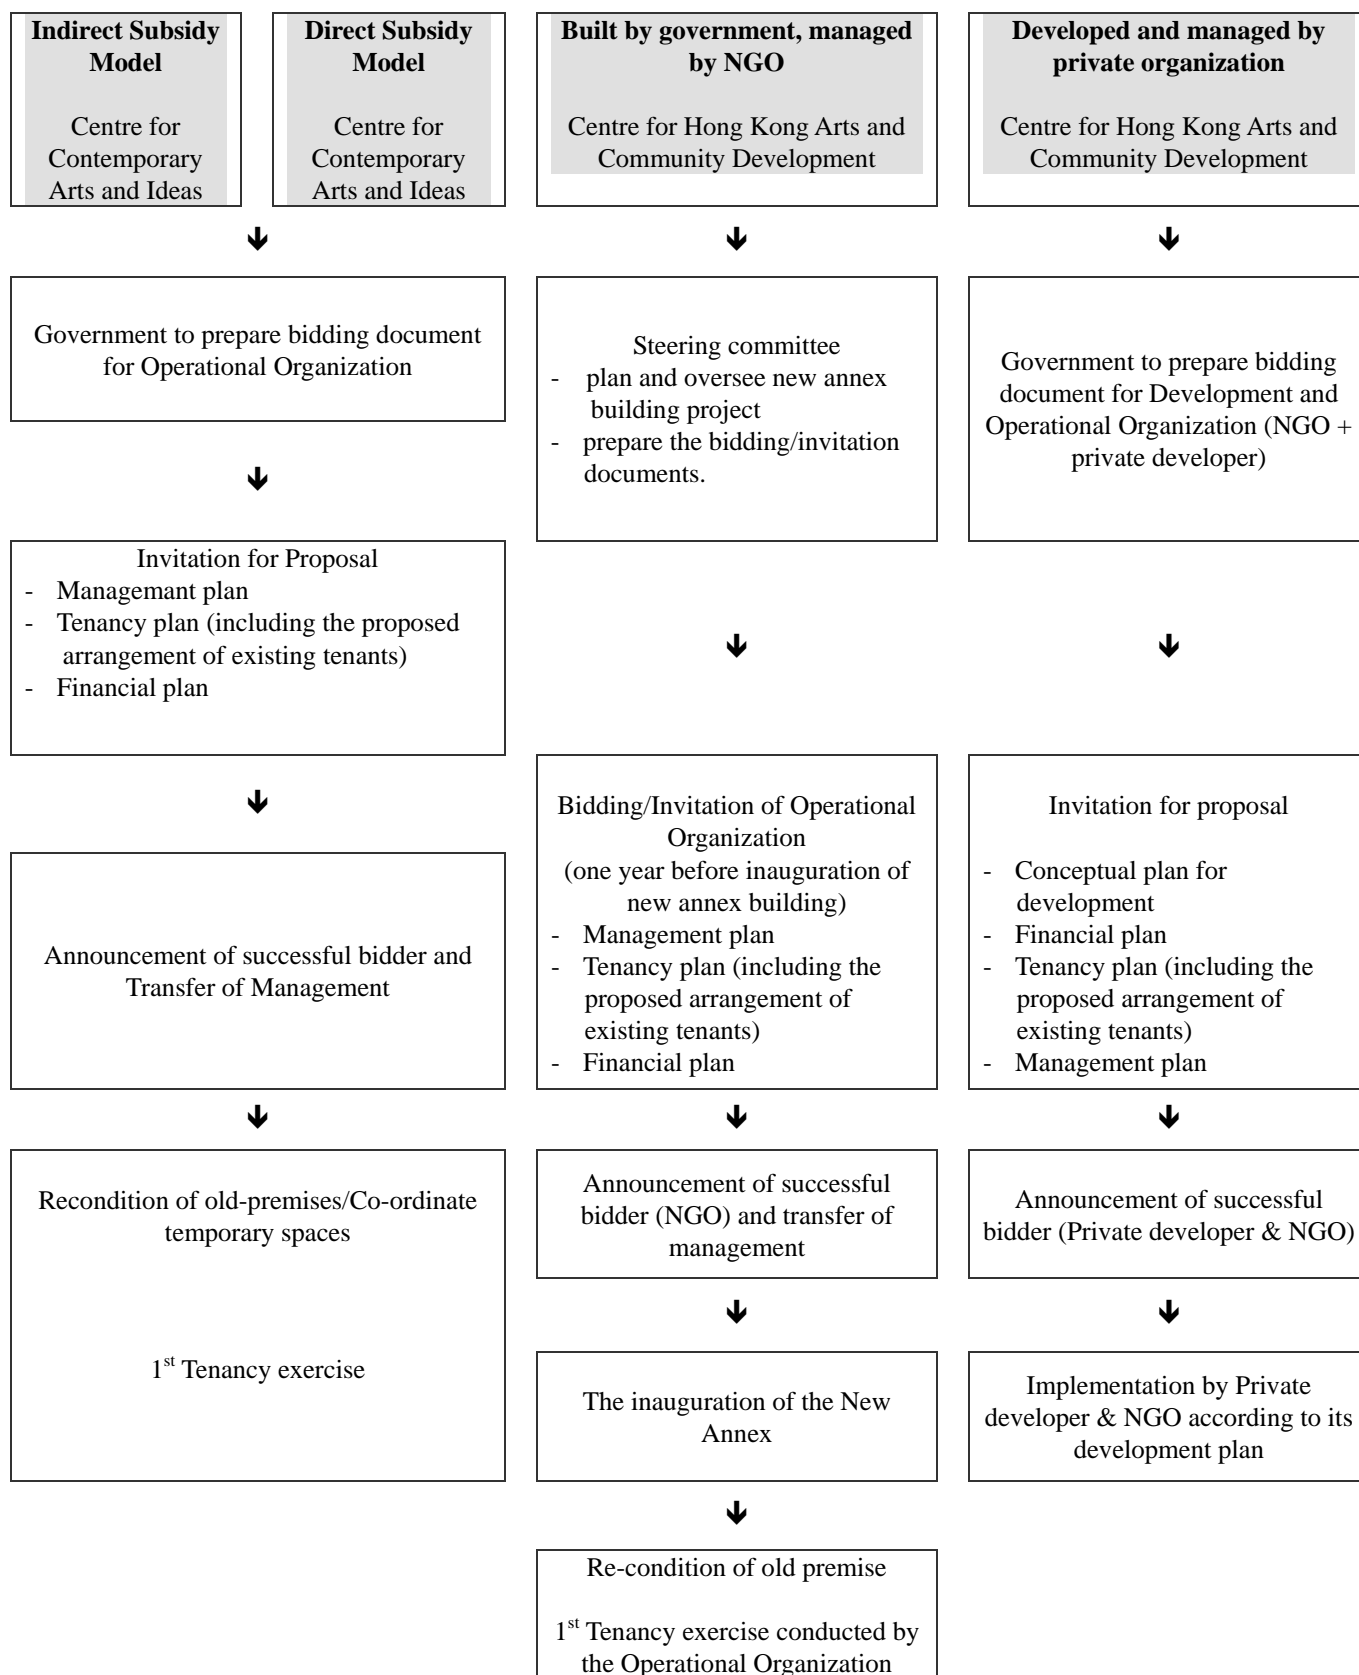 Indirect Subsidy
Model
Centre for
Contemporary
Arts and Ideas
Direct Subsidy
Model
Centre for
Contemporary
Arts and Ideas
Government to prepare bidding document
for Operational Organization
Invitation for Proposal
- Managemant plan
- Tenancy plan (including the proposed
arrangement of existing tenants)
- Financial plan
Announcement of successful bidder and
Transfer of Management
Recondition of old-premises/Co-ordinate
temporary spaces
1st Tenancy exercise
Built by government, managed
by NGO
Centre for Hong Kong Arts and
Community Development
Steering committee
- plan and oversee new annex
building project
- prepare the bidding/invitation
documents.
Bidding/Invitation of Operational
Organization
(one year before inauguration of
new annex building)
- Management plan
- Tenancy plan (including the
proposed arrangement of
existing tenants)
- Financial plan
Announcement of successful
bidder (NGO) and transfer of
management
The inauguration of the New
Annex
Re-condition of old premise
1st Tenancy exercise conducted by
the Operational Organization
Developed and managed by
private organization
Centre for Hong Kong Arts and
Community Development
Government to prepare bidding
document for Development and
Operational Organization (NGO +
private developer)
Invitation for proposal
- Conceptual plan for
development
- Financial plan
- Tenancy plan (including the
proposed arrangement of
existing tenants)
- Management plan
Announcement of successful
bidder (Private developer & NGO)
Implementation by Private
developer & NGO according to its
development plan